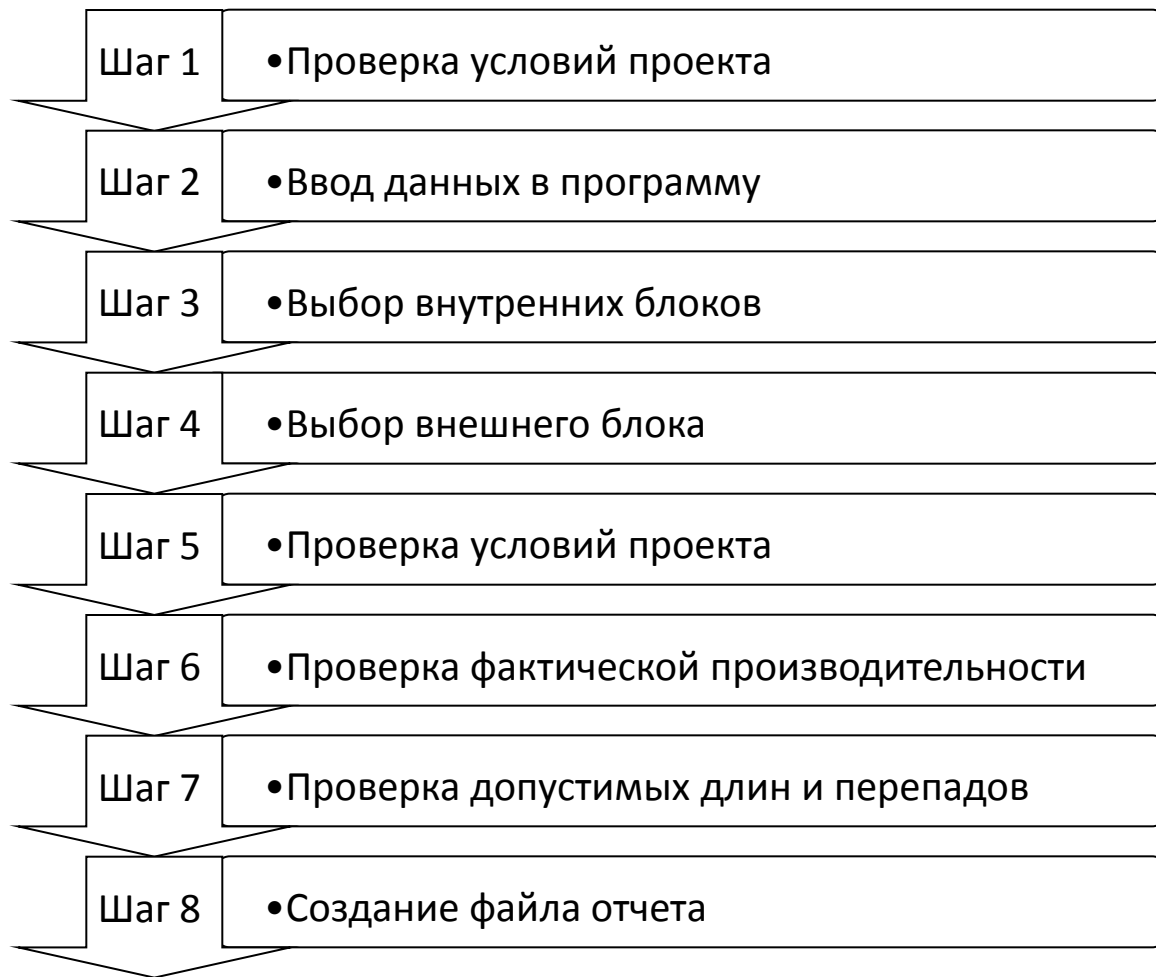 Шаг 1 •Проверка условий проекта
Шаг 2 •Ввод данных в программу
Шаг 3 •Выбор внутренних блоков
Шаг 4 •Выбор внешнего блока
Шаг 5 •Проверка условий проекта
Шаг 6 •Проверка фактической производительности
Шаг 7 •Проверка допустимых длин и перепадов
Шаг 8 •Создание файла отчета